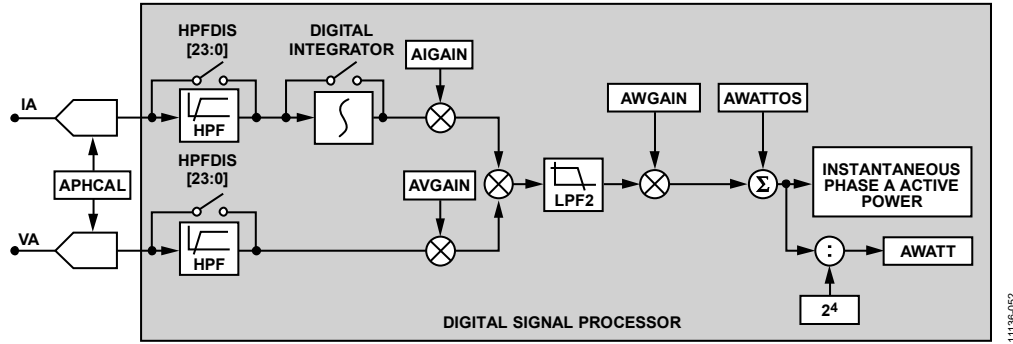 HPFDIS
[23:0]
DIGITAL
INTEGRATOR
AIGAIN
IA
HPF
AWGAIN
AWATTOS
HPFDIS
[23:0]
APHCAL
AVGAIN
LPF2
Σ
INSTANTANEOUS
PHASE A ACTIVE
POWER
VA
HPF
:
AWATT
2⁴
DIGITAL SIGNAL PROCESSOR
11136-052